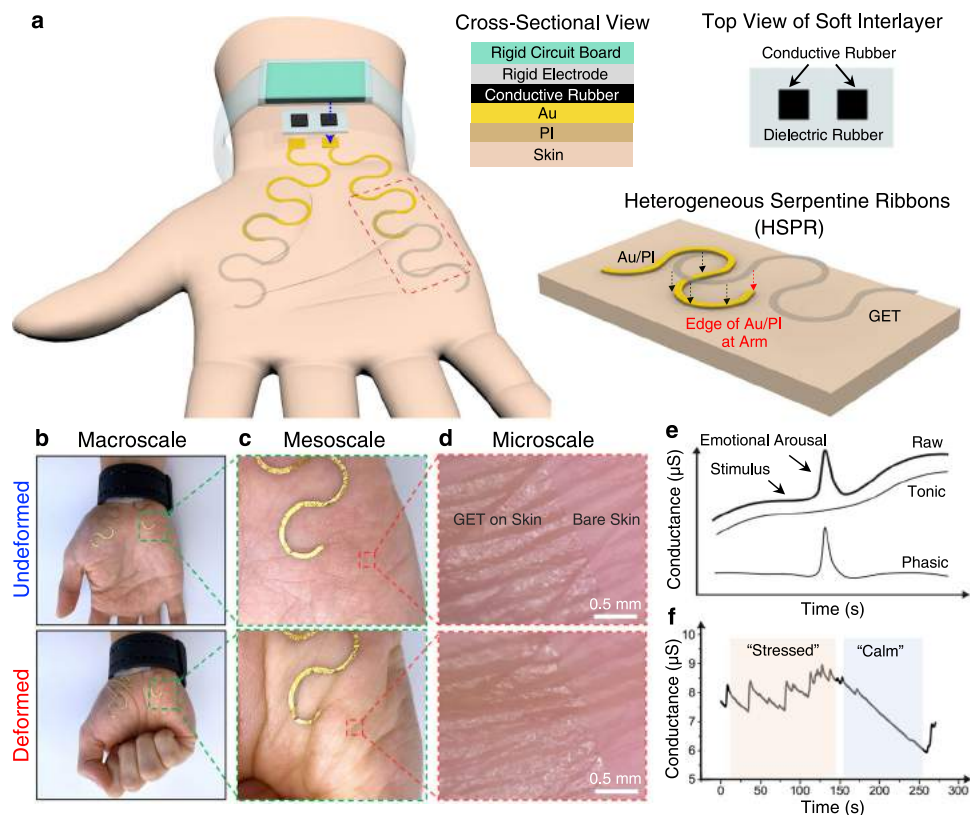 a
Cross-Sectional View
Rigid Circuit Board
Rigid Electrode
Conductive Rubber
Au
PI
Skin
Top View of Soft Interlayer
Conductive Rubber
Dielectric Rubber
Heterogeneous Serpentine Ribbons
(HSPR)
Au/PI
GET
Edge of Au/PI
at Arm
b
Macroscale
c
Mesoscale
d
Microscale
Undeformed
Deformed
GET on Skin
Bare Skin
0.5 mm
0.5 mm
e
Emotional Arousal
Stimulus
Raw
Tonic
Phasic
Conductance (µS)
Time (s)
f
"Stressed"
"Calm"
Conductance (µS)
10
9
8
7
6
5
0
50
100
150
200
250
300
Time (s)